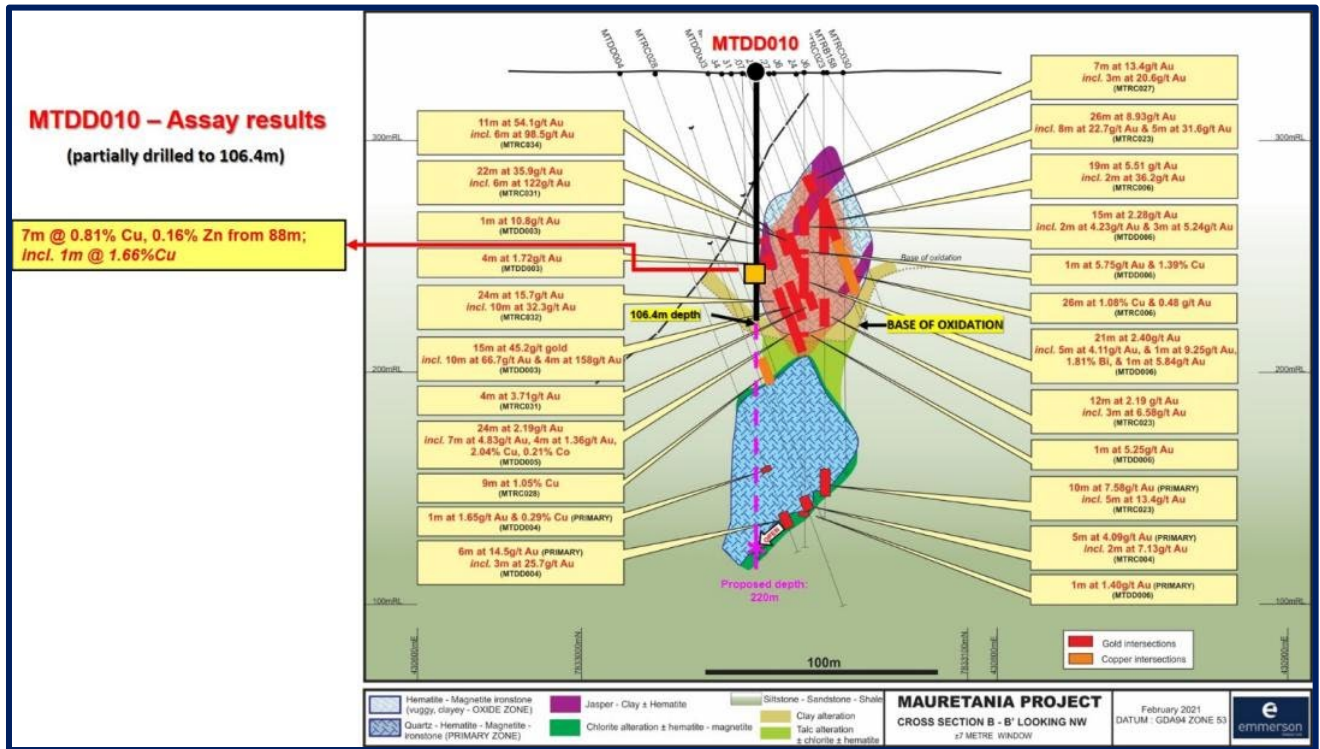 MTDD010 – Assay results
(partially drilled to 106.4m)
7m @ 0.81% Cu, 0.16% Zn from 88m;
incl. 1m @ 1.66%Cu
MTDD010
MTDD004
MTRC028
MTDD003
34
31
36
24
36
MTRB158
MTRC030
300mRL
200mRL
100mRL
300mRL
200mRL
100mRL
11m at 54.1g/t Au
incl. 6m at 98.5g/t Au
(MTRC034)
22m at 35.9g/t Au
incl. 6m at 122g/t Au
(MTRC031)
1m at 10.8g/t Au
(MTDD003)
4m at 1.72g/t Au
(MTDD003)
24m at 15.7g/t Au
incl. 10m at 32.3g/t Au
(MTRC032)
15m at 45.2g/t gold
incl. 10m at 66.7g/t Au & 4m at 158g/t Au
(MTDD003)
4m at 3.71g/t Au
(MTRC031)
24m at 2.19g/t Au
incl. 7m at 4.83g/t Au, 4m at 1.36g/t Au,
2.04% Cu, 0.21% Co
(MTDD005)
9m at 1.05% Cu
(MTRC028)
1m at 1.65g/t Au & 0.29% Cu (PRIMARY)
(MTDD004)
6m at 14.5g/t Au (PRIMARY)
incl. 3m at 25.7g/t Au
(MTDD004)
7m at 13.4g/t Au
incl. 3m at 20.6g/t Au
(MTRC027)
26m at 8.93g/t Au
incl. 8m at 22.7g/t Au & 5m at 31.6g/t Au
(MTRC023)
19m at 5.51 g/t Au
incl. 2m at 36.2g/t Au
(MTRC006)
15m at 2.28g/t Au
incl. 2m at 4.23g/t Au & 3m at 5.24g/t Au
(MTDD006)
1m at 5.75g/t Au & 1.39% Cu
(MTDD006)
26m at 1.08% Cu & 0.48 g/t Au
(MTRC006)
21m at 2.40g/t Au
incl. 5m at 4.11g/t Au, & 1m at 9.25g/t Au,
1.81% Bi, & 1m at 5.84g/t Au
(MTDD006)
12m at 2.19 g/t Au
incl. 3m at 6.58g/t Au
(MTRC023)
1m at 5.25g/t Au
(MTDD006)
10m at 7.58g/t Au (PRIMARY)
incl. 5m at 13.4g/t Au
(MTRC023)
5m at 4.09g/t Au (PRIMARY)
incl. 2m at 7.13g/t Au
(MTRC004)
1m at 1.40g/t Au (PRIMARY)
(MTDD006)
Base of oxidation
106.4m depth
BASE OF OXIDATION
OPEN
Proposed depth:
220m
430600mE
7833000mN
7833100mN
430800mE
430900mE
100m
Gold intersections
Copper intersections
Hematite - Magnetite ironstone
(vuggy, clayey - OXIDE ZONE)
Quartz - Hematite - Magnetite -
ironstone (PRIMARY ZONE)
Jasper - Clay ± Hematite
Chlorite alteration ± hematite - magnetite
Siltstone - Sandstone - Shale
Clay alteration
Talc alteration
± chlorite ± hematite
MAURETANIA PROJECT
CROSS SECTION B - B' LOOKING NW
±7 METRE WINDOW
February 2021
DATUM : GDA94 ZONE 53
e
emmerson